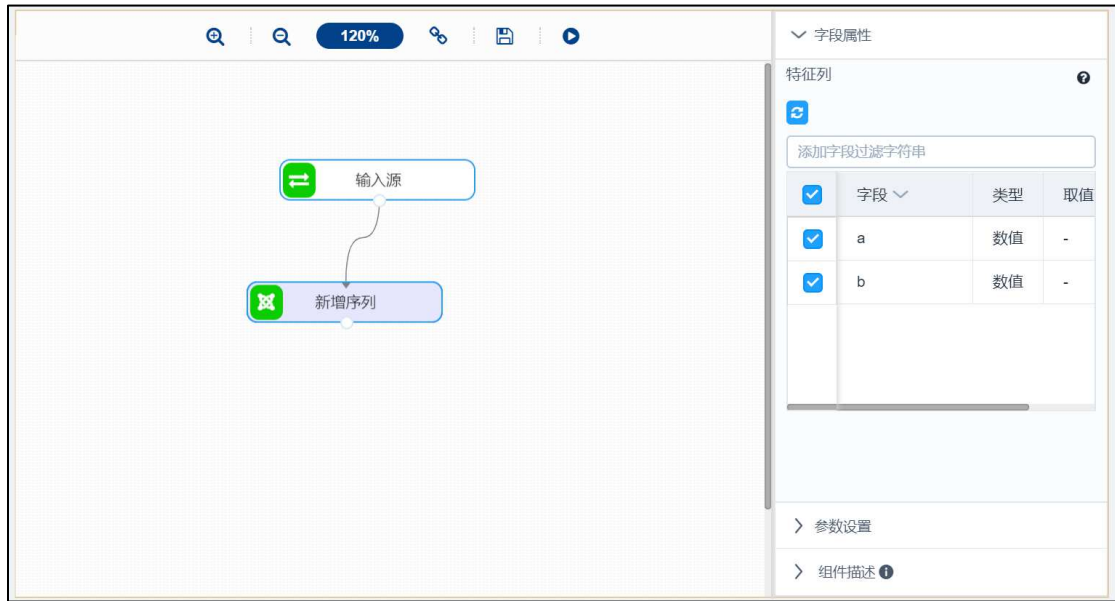 120%
字段属性
特征列
添加字段过滤字符串
字段 类型 取值
a 数值 -
b 数值 -
输入源
新增序列
参数设置
组件描述